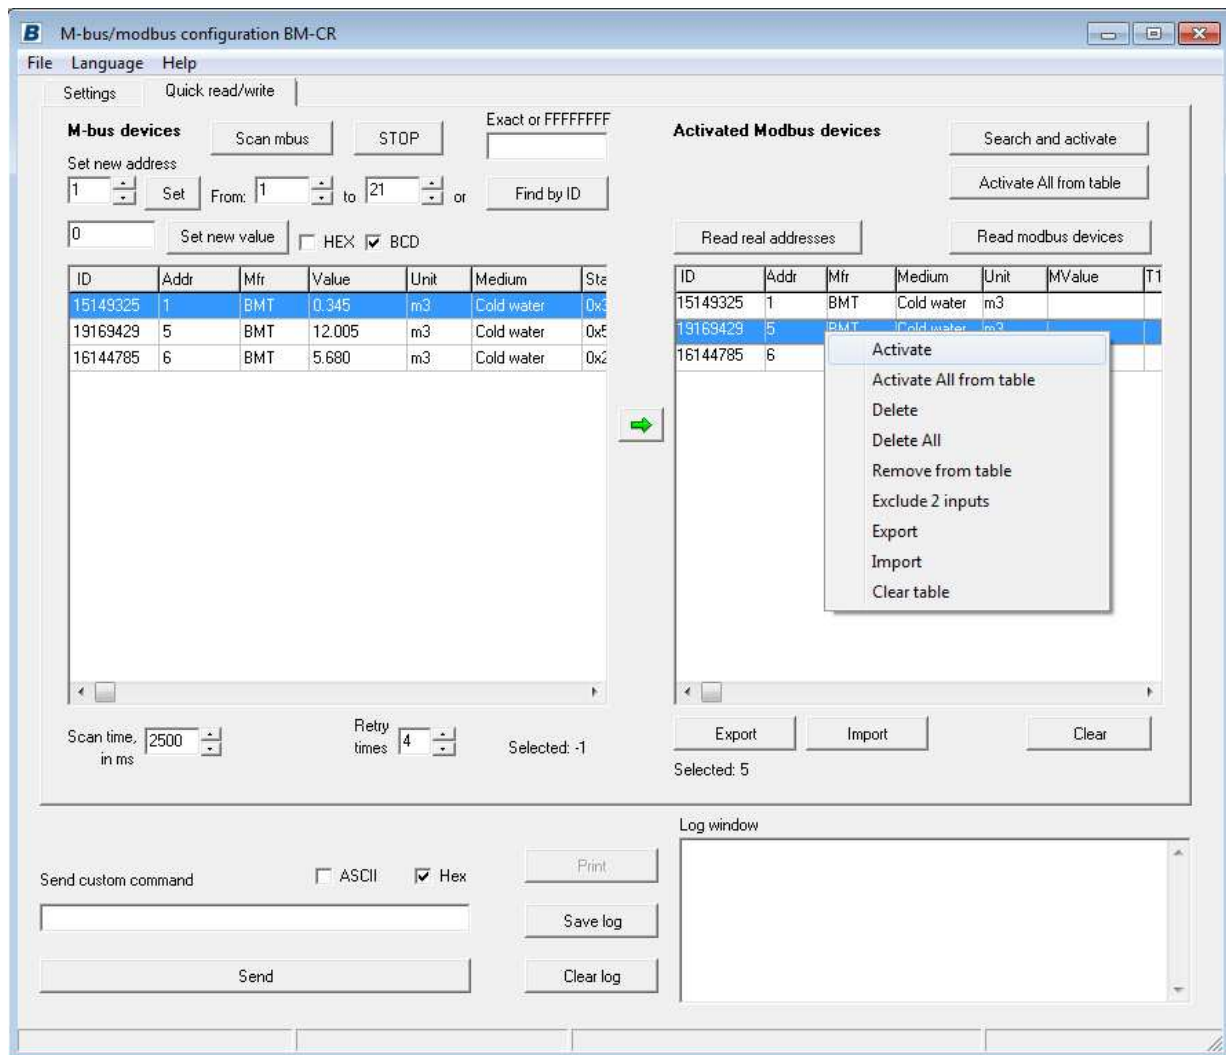 B M-bus/modbus configuration BM-CR
File Language Help
Settings Quick read/write
M-bus devices Scan mbus STOP Exact or FFFFFFFF
Set new address
1 Set From: 1 to 21 or Find by ID
0 Set new value HEX BCD
ID Addr Mfr Value Unit Medium Sta
15149325 1 BMT 0.345 m3 Cold water 0x3
19169429 5 BMT 12.005 m3 Cold water 0x5
16144785 6 BMT 5.680 m3 Cold water 0x2
Scan time, in ms 2500
Retry times 4
Selected: -1
Activated Modbus devices
Search and activate
Activate All from table
Read real addresses Read modbus devices
ID Addr Mfr Medium Unit MValue T1
15149325 1 BMT Cold water m3
19169429 5 BMT Cold water m3
16144785 6
Activate
Activate All from table
Delete
Delete All
Remove from table
Exclude 2 inputs
Export
Import
Clear table
Export Import Clear
Selected: 5
Send custom command ASCII Hex
Send
Print
Save log
Clear log
Log window